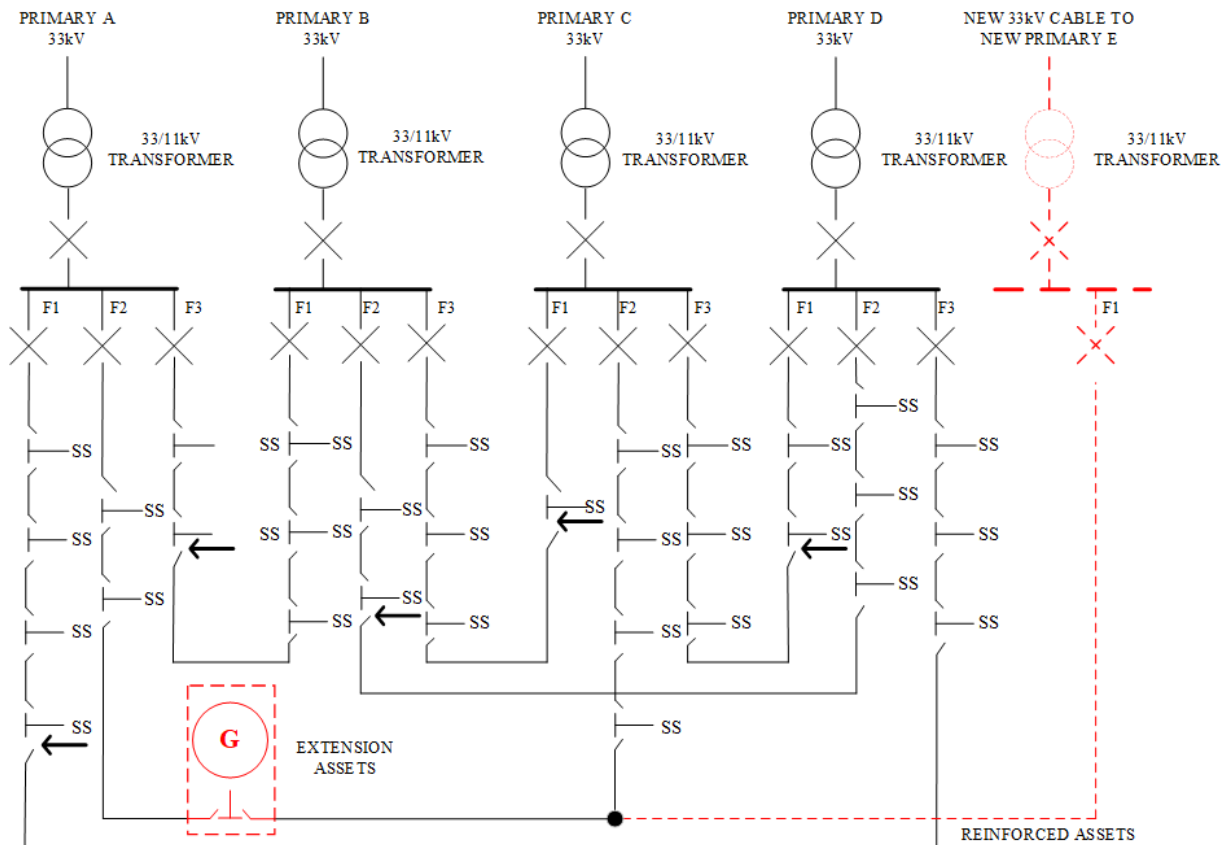 PRIMARY A
33kV
PRIMARY B
33kV
PRIMARY C
33kV
PRIMARY D
33kV
NEW 33kV CABLE TO
NEW PRIMARY E
33/11kV
TRANSFORMER
33/11kV
TRANSFORMER
33/11kV
TRANSFORMER
33/11kV
TRANSFORMER
33/11kV
TRANSFORMER
F1 F2 F3 F1 F2 F3 F1 F2 F3 F1 F2 F3 F1
SS
SS SS SS SS SS SS SS SS
SS SS SS SS
SS SS SS SS SS SS SS SS SS
SS SS SS
SS SS SS SS SS SS
SS
G
EXTENSION
ASSETS
SS
REINFORCED ASSETS